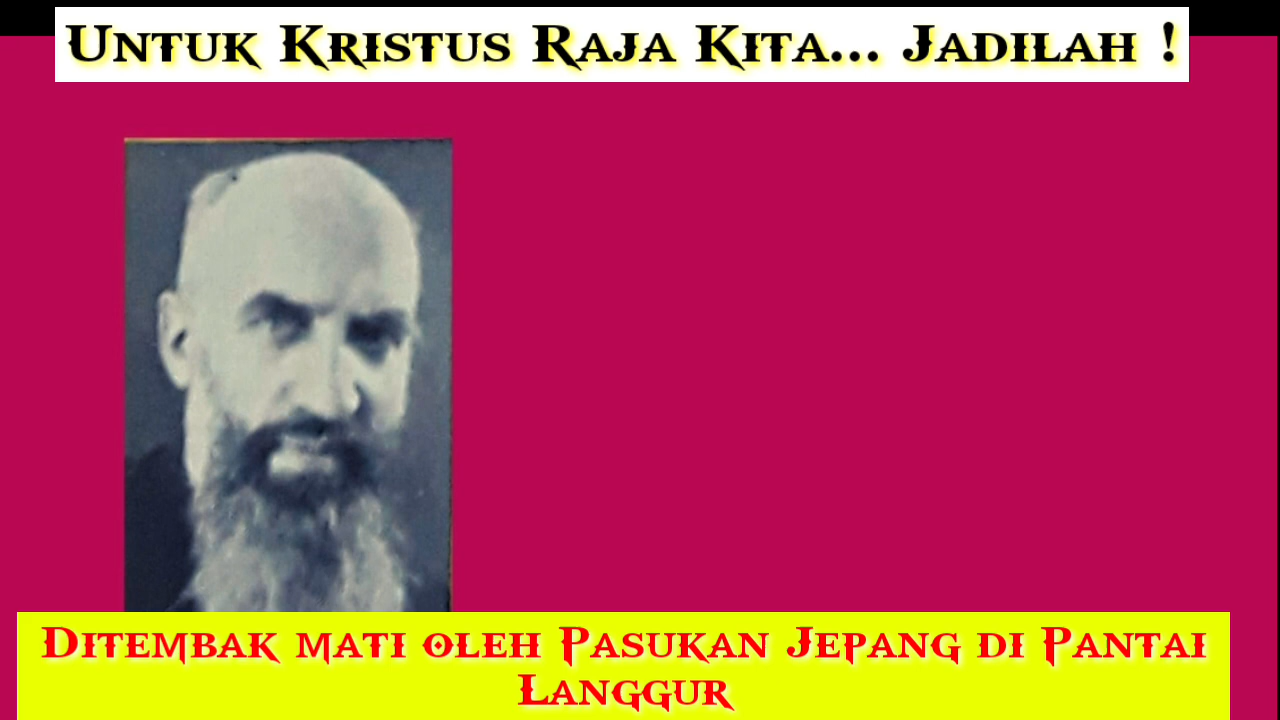 Untuk Kristus Raja Kita... Jadilah !
Ditembak mati oleh Pasukan Jepang di Pantai
Langgur